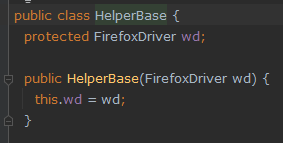 public class HelperBase {
protected FirefoxDriver wd;
public HelperBase(FirefoxDriver wd) {
this.wd = wd;
}